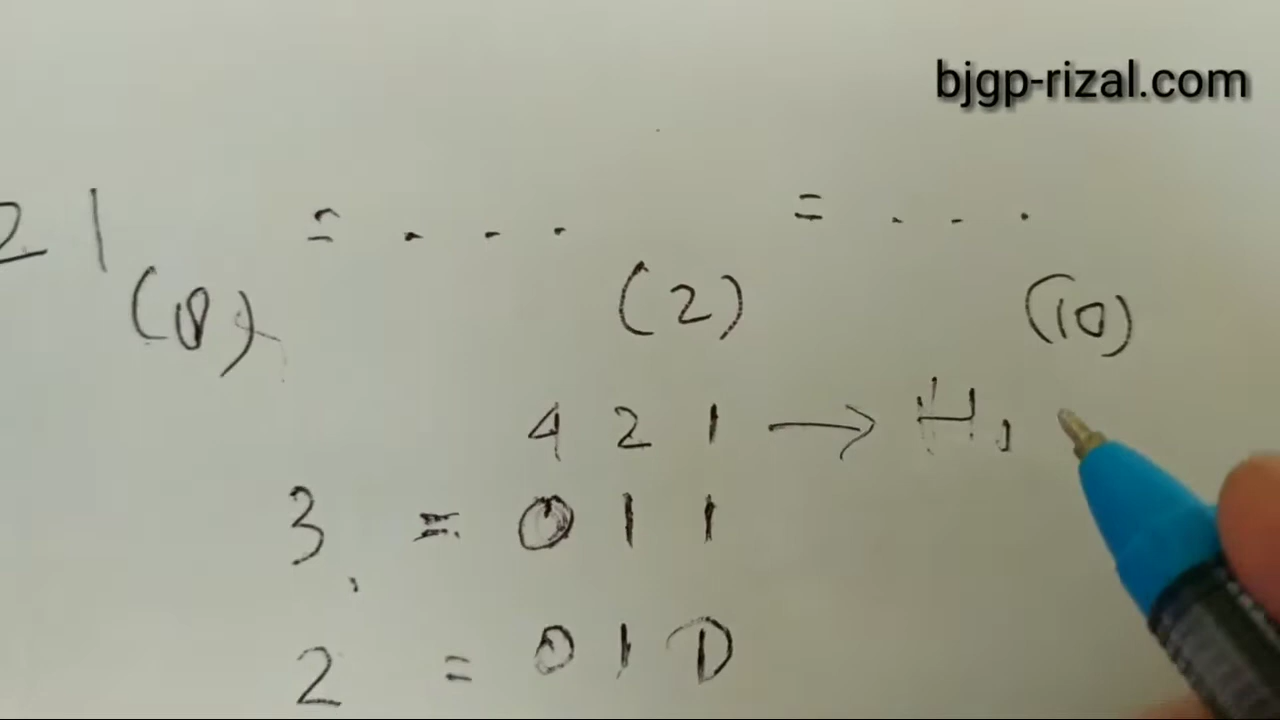 bjgp-rizal.com
21 (8) = . . . (2) = . . . (10)
4 2 1 → H,
3 = 0 1 1
2 = 0 1 0